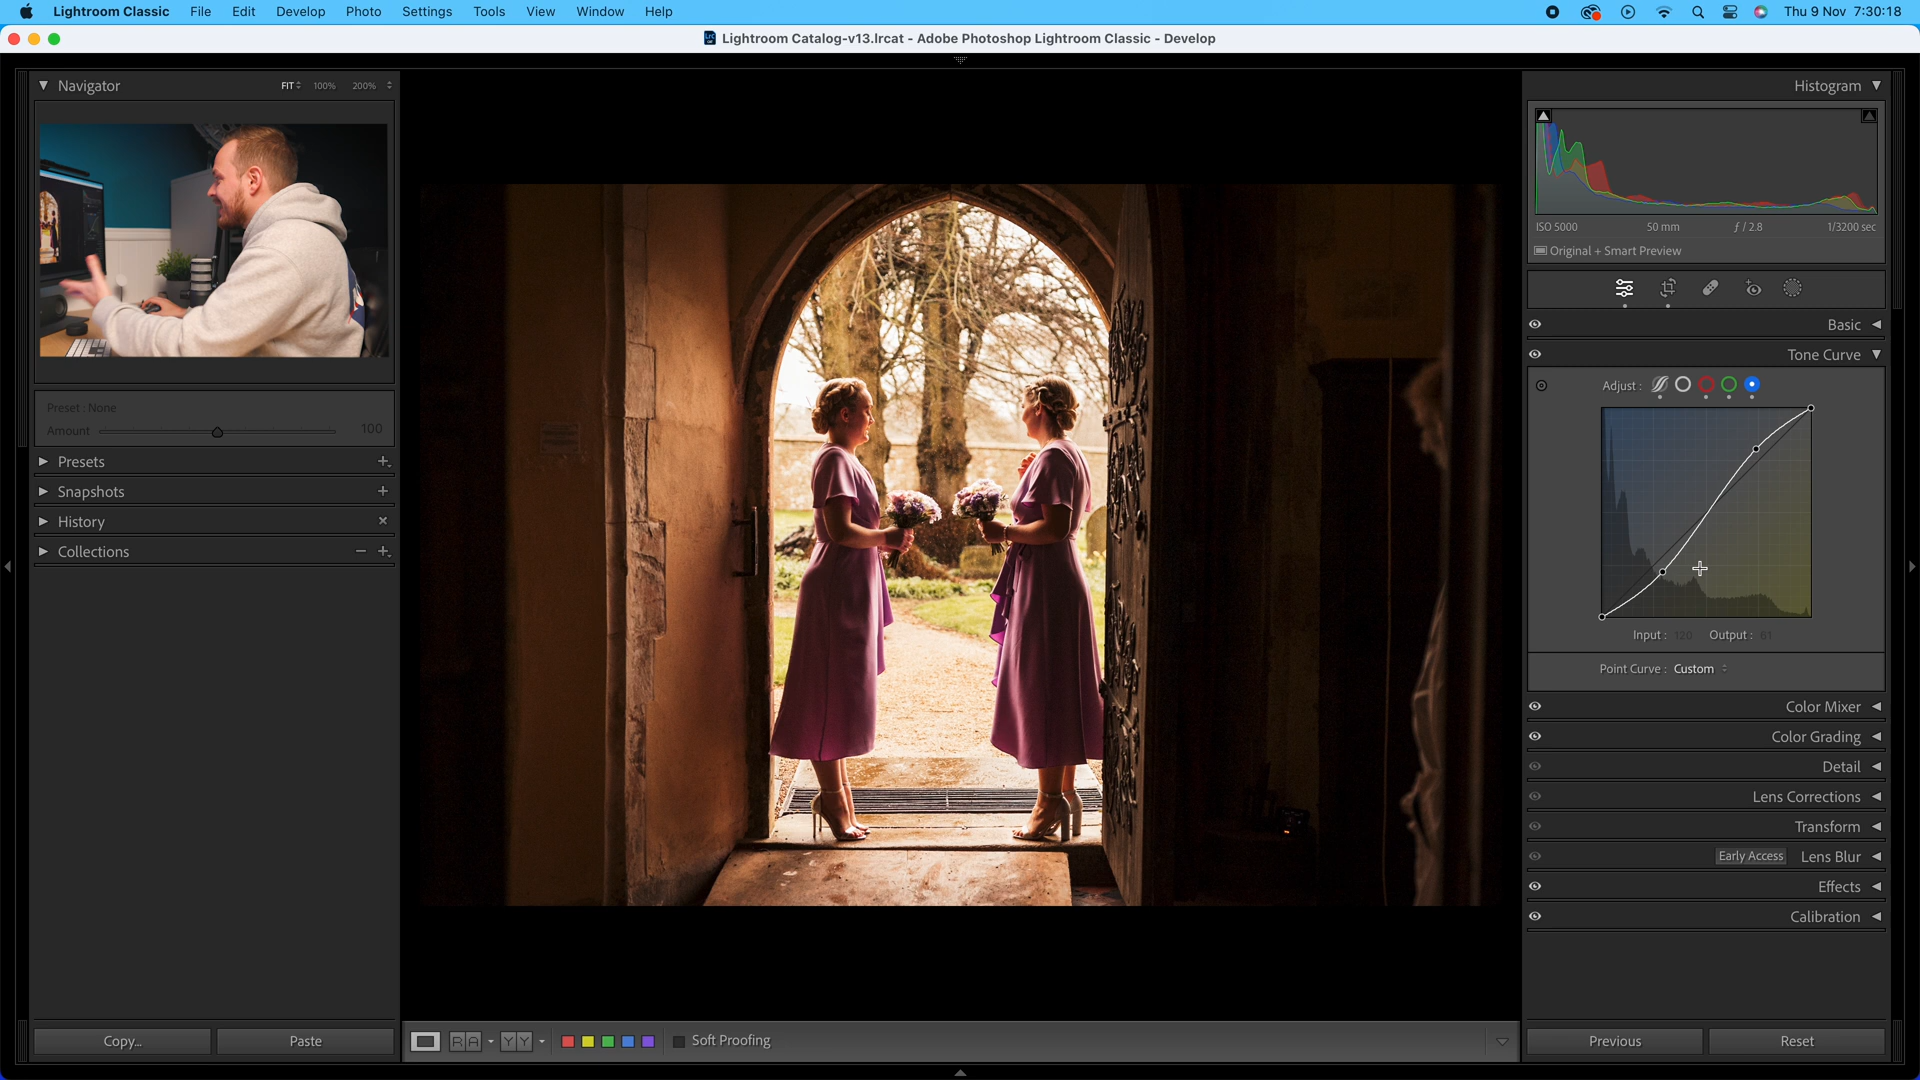 Lightroom Classic File Edit Develop Photo Settings Tools View Window Help Thu 9 Nov 7:30:18
Lightroom Catalog-v13.lrcat - Adobe Photoshop Lightroom Classic - Develop
Navigator FIT 100% 200%
Histogram
ISO 5000 50 mm ƒ / 2.8 1/3200 sec
Original + Smart Preview
Basic
Tone Curve
Adjust :
Preset : None
Amount 100
Presets
Snapshots
History
Collections
Input : 120 Output : 61
Point Curve : Custom
Color Mixer
Color Grading
Detail
Lens Corrections
Transform
Early Access Lens Blur
Effects
Calibration
Copy... Paste
R A Y Y Soft Proofing
Previous Reset